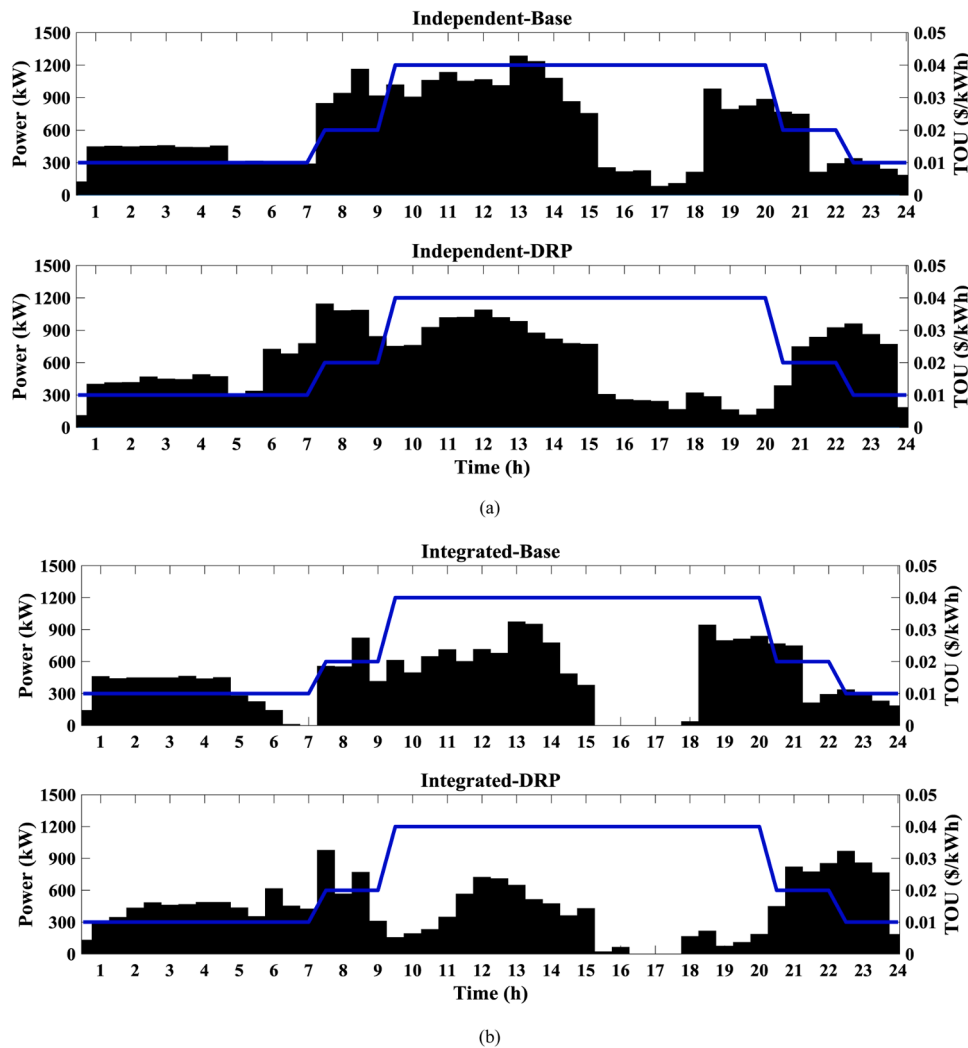 Independent-Base
1500 0.05
1200 0.04
900 0.03
600 0.02
300 0.01
0 0
Power (kW)
TOU ($/kWh)
1 2 3 4 5 6 7 8 9 10 11 12 13 14 15 16 17 18 19 20 21 22 23 24
Independent-DRP
1500 0.05
1200 0.04
900 0.03
600 0.02
300 0.01
0 0
Power (kW)
TOU ($/kWh)
1 2 3 4 5 6 7 8 9 10 11 12 13 14 15 16 17 18 19 20 21 22 23 24
Time (h)
(a)
Integrated-Base
1500 0.05
1200 0.04
900 0.03
600 0.02
300 0.01
0 0
Power (kW)
TOU ($/kWh)
1 2 3 4 5 6 7 8 9 10 11 12 13 14 15 16 17 18 19 20 21 22 23 24
Integrated-DRP
1500 0.05
1200 0.04
900 0.03
600 0.02
300 0.01
0 0
Power (kW)
TOU ($/kWh)
1 2 3 4 5 6 7 8 9 10 11 12 13 14 15 16 17 18 19 20 21 22 23 24
Time (h)
(b)